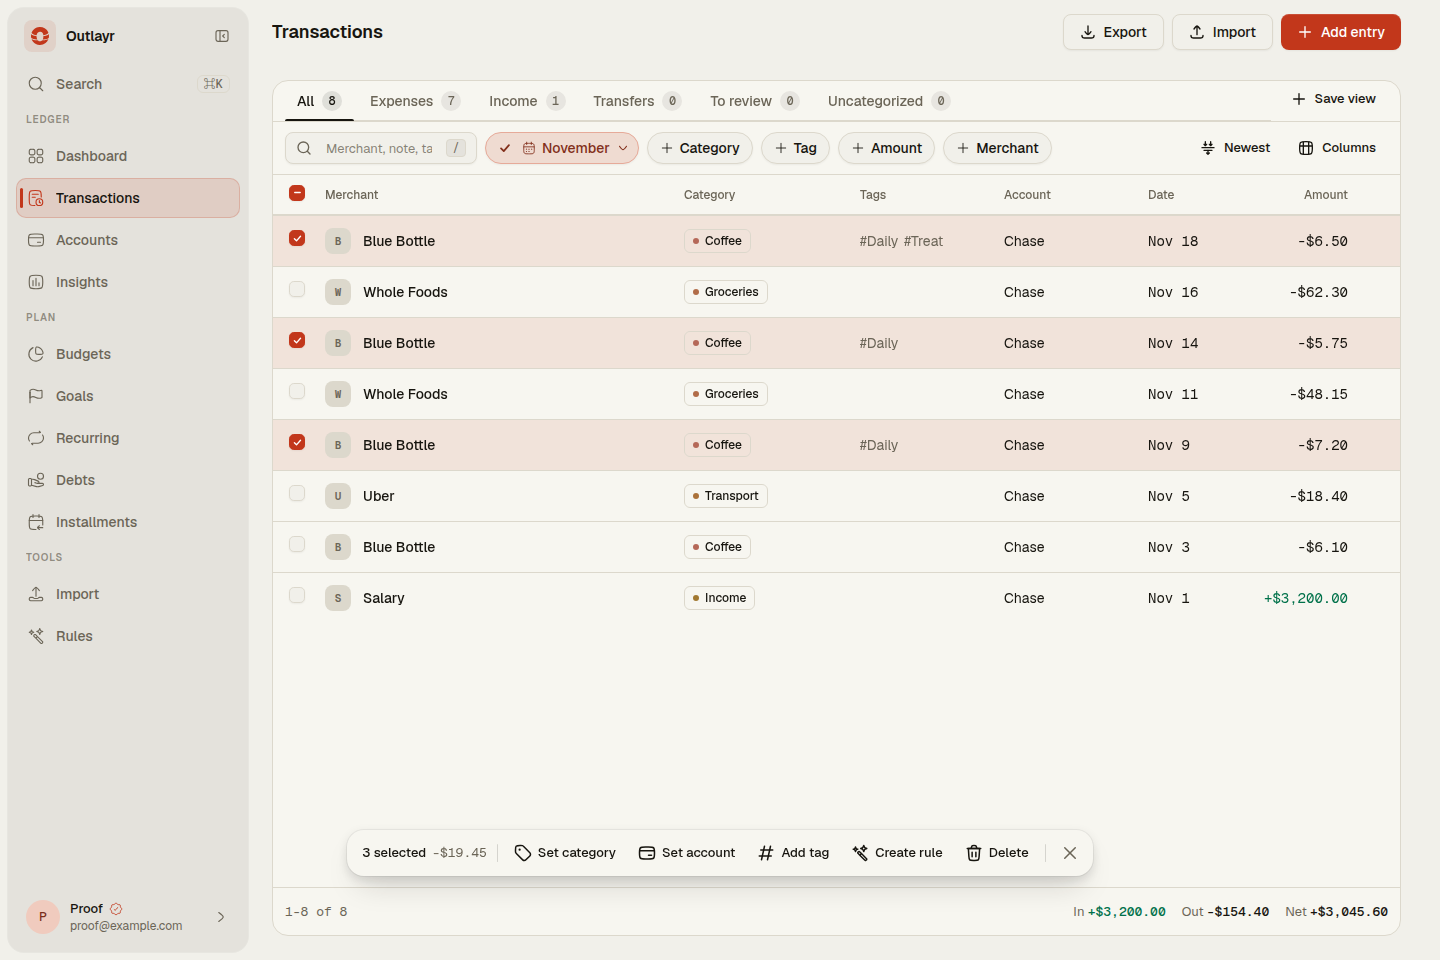 Outlayr
Search ⌘K
LEDGER
Dashboard
Transactions
Accounts
Insights
PLAN
Budgets
Goals
Recurring
Debts
Installments
TOOLS
Import
Rules
P Proof
proof@example.com
Transactions
Export Import Add entry
All 8 Expenses 7 Income 1 Transfers 0 To review 0 Uncategorized 0 Save view
Merchant, note, ta / November Category Tag Amount Merchant Newest Columns
Merchant Category Tags Account Date Amount
B Blue Bottle Coffee #Daily #Treat Chase Nov 18 -$6.50
W Whole Foods Groceries Chase Nov 16 -$62.30
B Blue Bottle Coffee #Daily Chase Nov 14 -$5.75
W Whole Foods Groceries Chase Nov 11 -$48.15
B Blue Bottle Coffee #Daily Chase Nov 9 -$7.20
U Uber Transport Chase Nov 5 -$18.40
B Blue Bottle Coffee Chase Nov 3 -$6.10
S Salary Income Chase Nov 1 +$3,200.00
3 selected -$19.45 Set category Set account Add tag Create rule Delete
1-8 of 8 In +$3,200.00 Out -$154.40 Net +$3,045.60